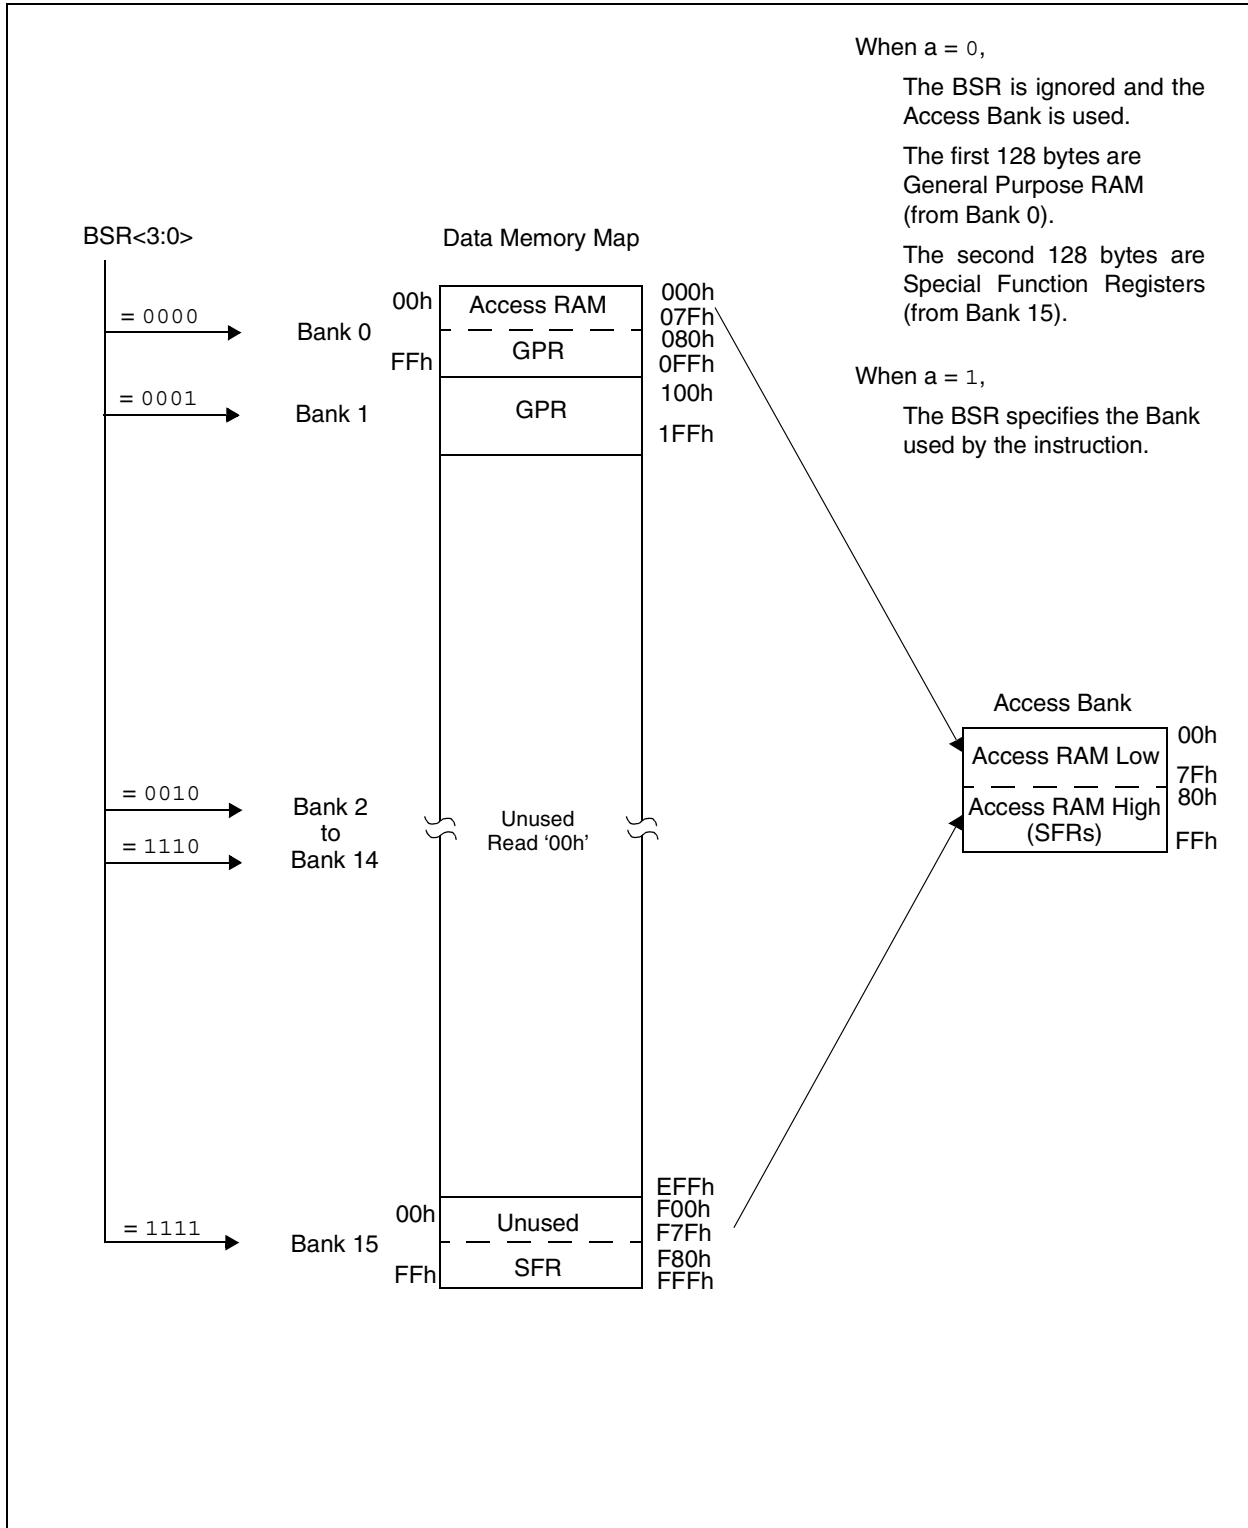 When a = 0,
The BSR is ignored and the
Access Bank is used.
The first 128 bytes are
General Purpose RAM
(from Bank 0).
The second 128 bytes are
Special Function Registers
(from Bank 15).
When a = 1,
The BSR specifies the Bank
used by the instruction.
BSR<3:0>
= 0000
= 0001
= 0010
= 1110
= 1111
Bank 0
Bank 1
Bank 2
to
Bank 14
Bank 15
Data Memory Map
00h
Access RAM
000h
07Fh
080h
FFh
GPR
0FFh
100h
GPR
1FFh
Unused
Read ‘00h’
EFFh
F00h
00h
Unused
F7Fh
F80h
FFh
SFR
FFFh
Access Bank
00h
Access RAM Low
7Fh
80h
Access RAM High
(SFRs)
FFh